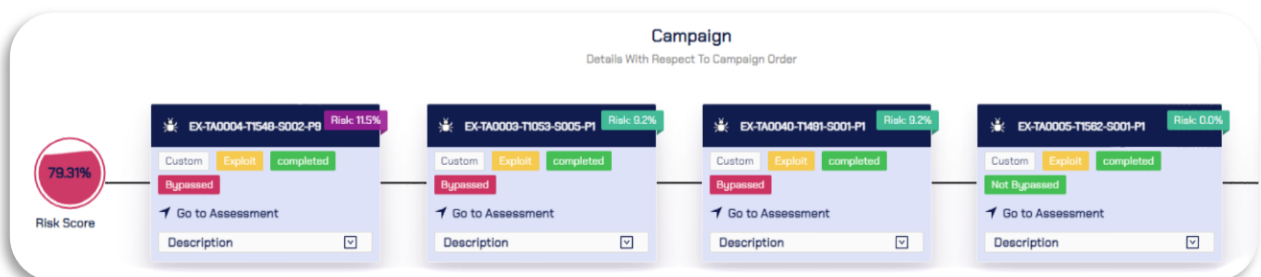 Campaign
Details With Respect To Campaign Order
79.31%
Risk Score
EX-TA0004-T1548-S002-P9
Risk: 11.5%
Custom
Exploit
completed
Bypassed
Go to Assessment
Description
EX-TA0003-T1053-S005-P1
Risk: 9.2%
Custom
Exploit
completed
Bypassed
Go to Assessment
Description
EX-TA0040-T1491-S001-P1
Risk: 9.2%
Custom
Exploit
completed
Bypassed
Go to Assessment
Description
EX-TA0005-T1562-S001-P1
Risk: 0.0%
Custom
Exploit
completed
Not Bypassed
Go to Assessment
Description